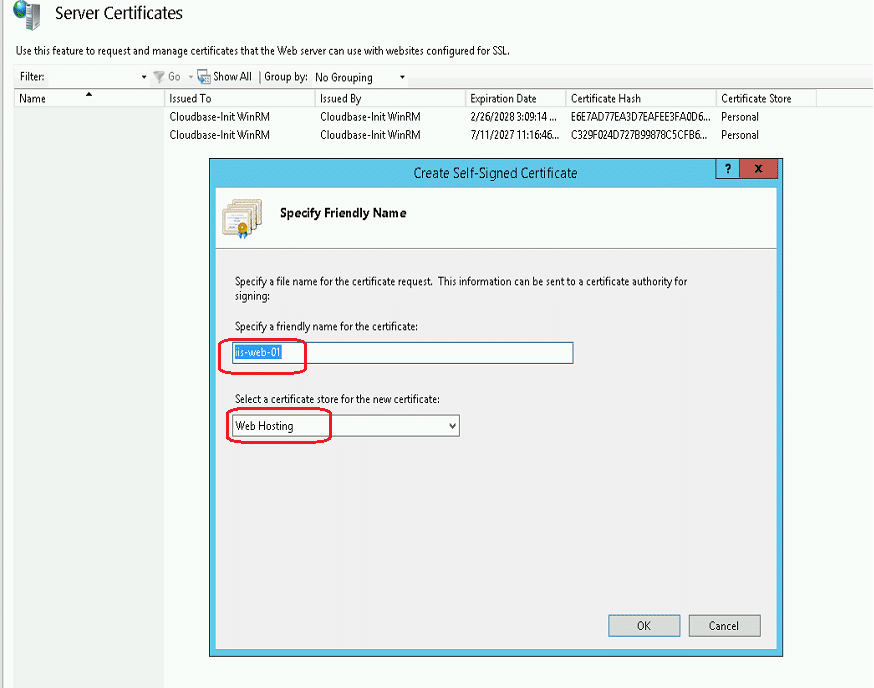 Server Certificates
Use this feature to request and manage certificates that the Web server can use with websites configured for SSL.
Filter: Go Show All Group by: No Grouping
Name Issued To Issued By Expiration Date Certificate Hash Certificate Store
Cloudbase-Init WinRM Cloudbase-Init WinRM 2/26/2028 3:09:14 ... E6E7AD77EA3D7EAFEE3FA0D6... Personal
Cloudbase-Init WinRM Cloudbase-Init WinRM 7/11/2027 11:16:46... C329F024D727B99878C5CFB6... Personal
Create Self-Signed Certificate ? x
Specify Friendly Name
Specify a file name for the certificate request. This information can be sent to a certificate authority for
signing:
Specify a friendly name for the certificate:
iis-web-01
Select a certificate store for the new certificate:
Web Hosting
OK Cancel